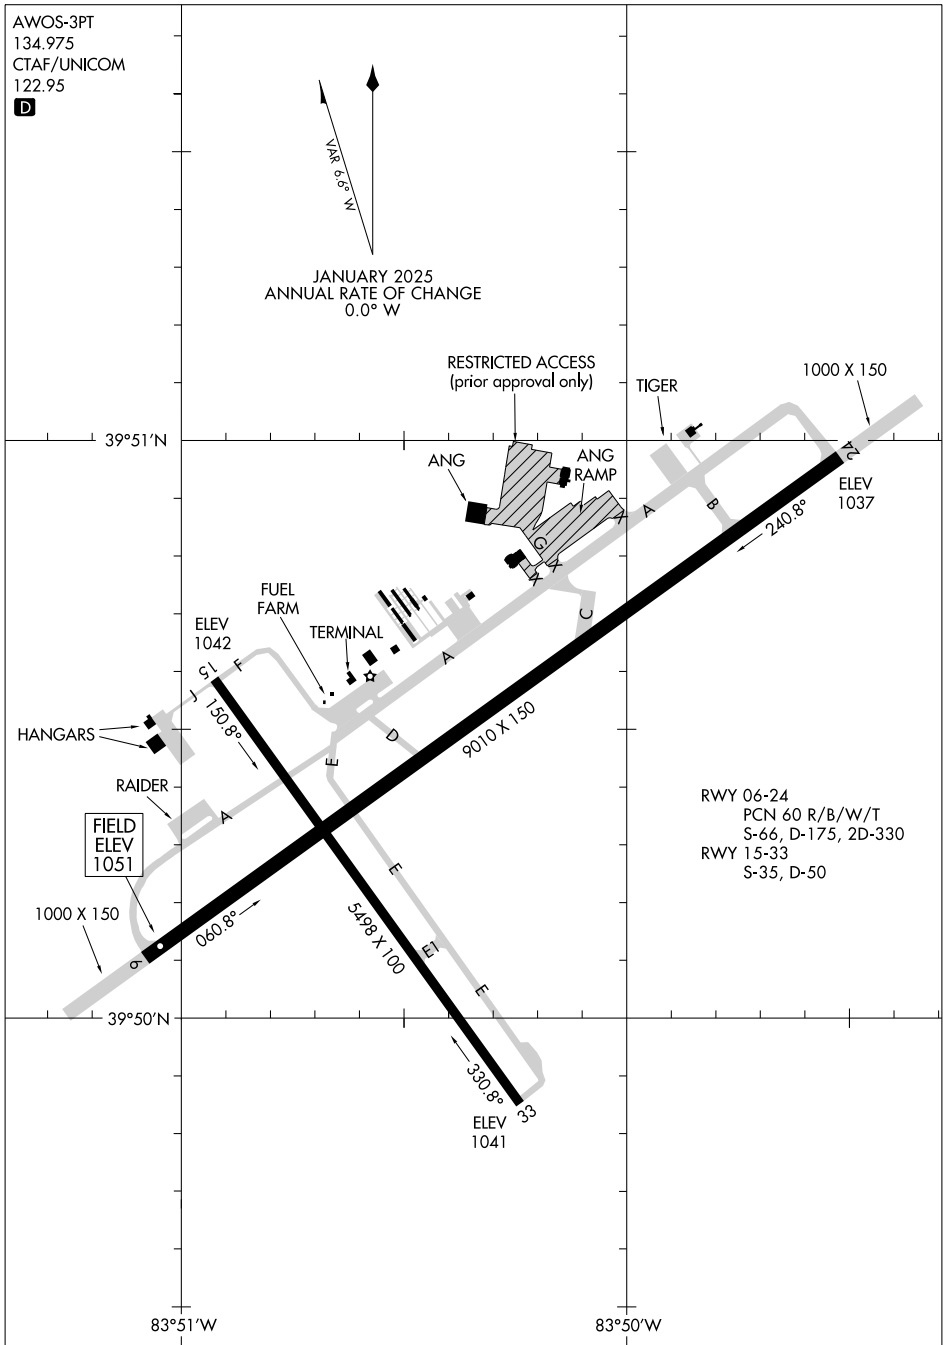 AWOS-3PT
134.975
CTAF/UNICOM
122.95
D
VAR 6.6° W
JANUARY 2025
ANNUAL RATE OF CHANGE
0.0° W
RESTRICTED ACCESS
(prior approval only)
TIGER
1000 X 150
39°51'N
ANG
ANG
RAMP
24
ELEV
1037
A
B
240.8°
G
X
X
X
C
FUEL
FARM
ELEV
1042
TERMINAL
A
15
F
J
150.8°
HANGARS
9010 X 150
D
E
RAIDER
A
RWY 06-24
PCN 60 R/B/W/T
S-66, D-175, 2D-330
RWY 15-33
S-35, D-50
FIELD
ELEV
1051
E
1000 X 150
060.8°
5498 X 100
E1
6
E
39°50'N
330.8°
33
ELEV
1041
83°51'W
83°50'W